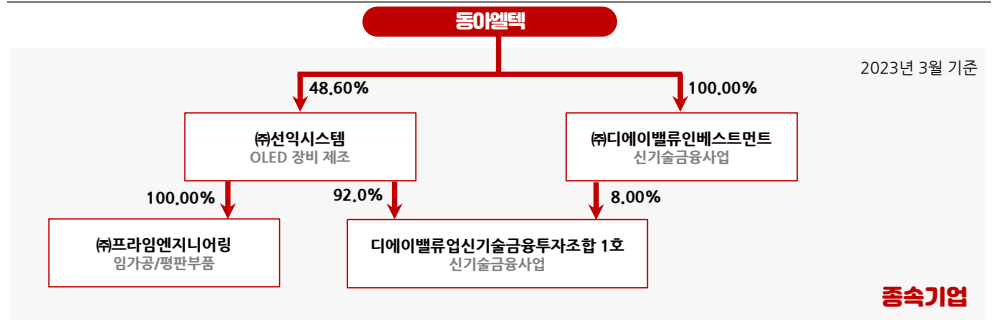 동아엘텍
2023년 3월 기준
48.60%
100.00%
㈜선익시스템
OLED 장비 제조
㈜디에이밸류인베스트먼트
신기술금융사업
100.00%
92.0%
8.00%
㈜프라임엔지니어링
임가공/평판부품
디에이밸류업신기술금융투자조합 1호
신기술금융사업
종속기업